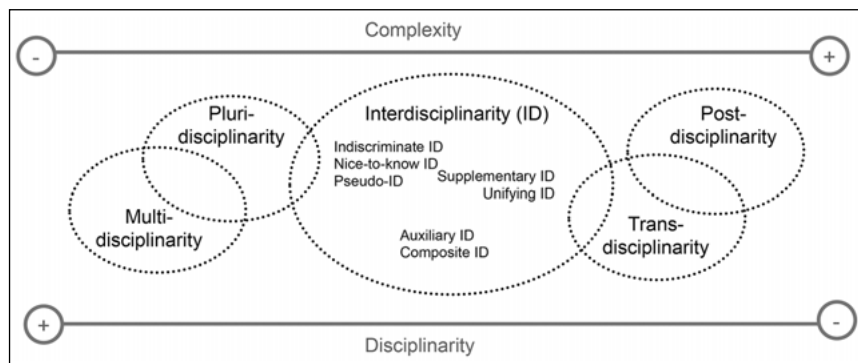 Complexity
-
+
Pluri-
disciplinarity
Interdisciplinarity (ID)
Post-
disciplinarity
Indiscriminate ID
Nice-to-know ID
Pseudo-ID
Supplementary ID
Unifying ID
Multi-
disciplinarity
Trans-
disciplinarity
Auxiliary ID
Composite ID
+
-
Disciplinarity